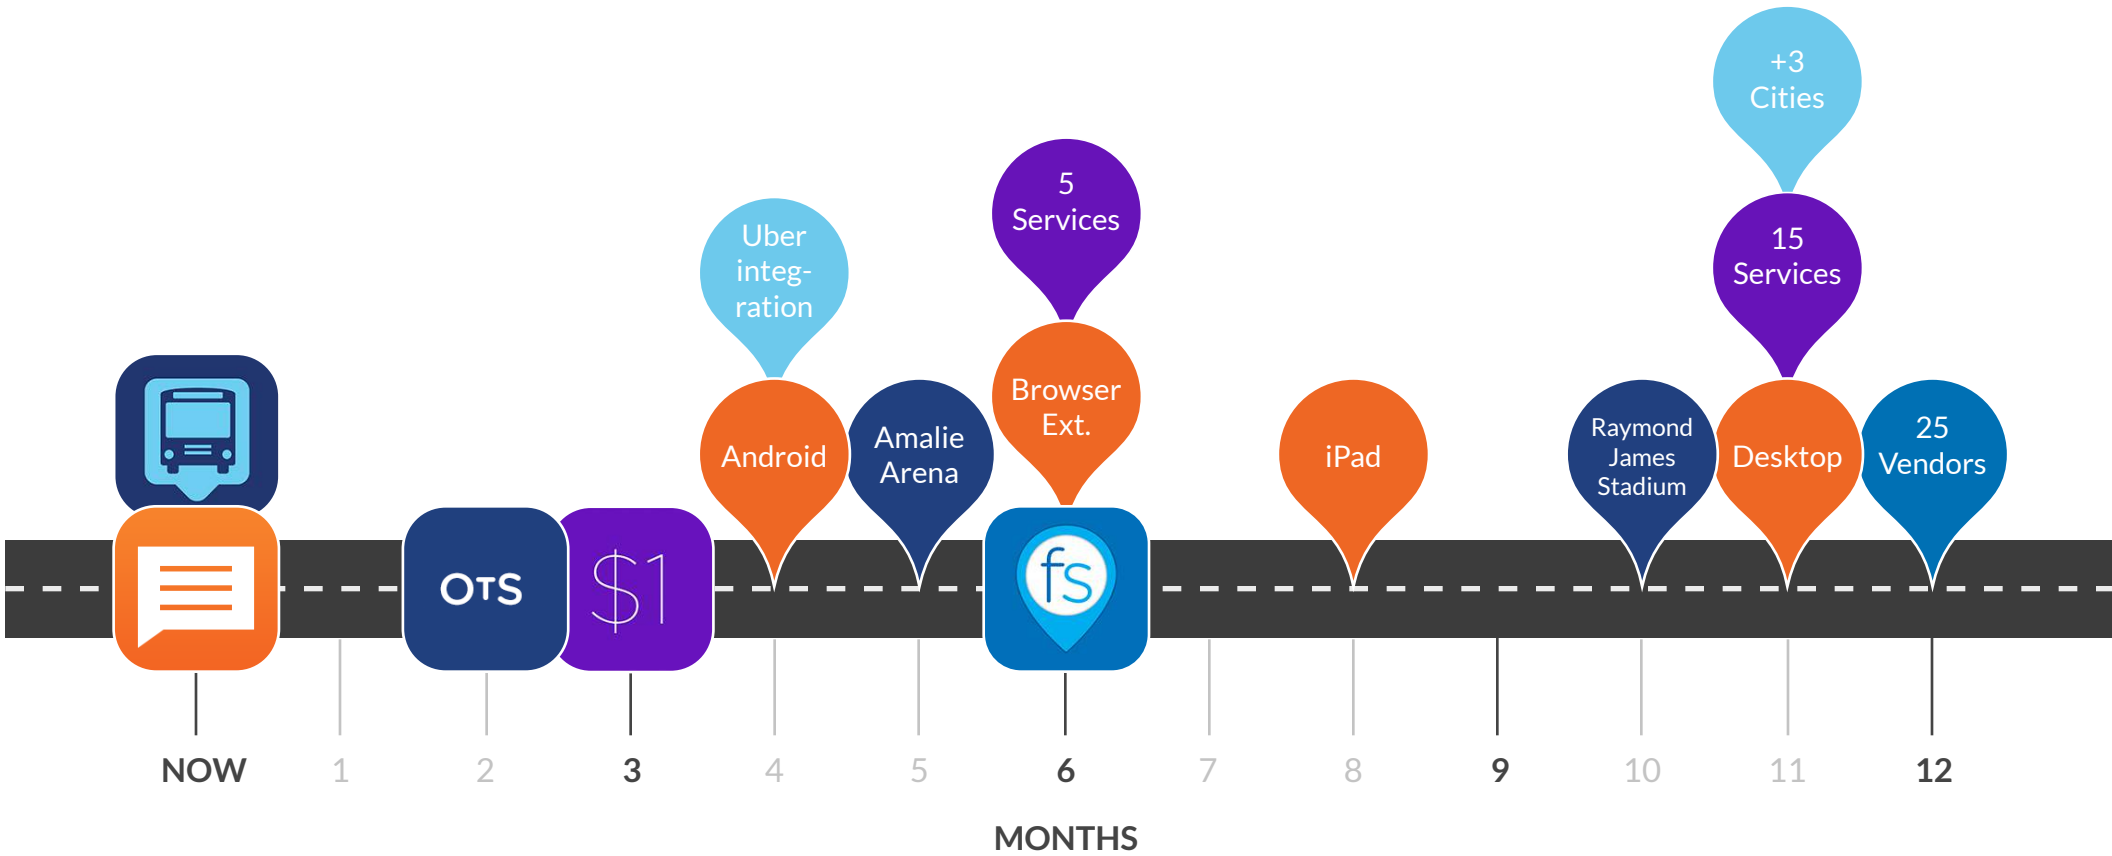 +3
Cities
5
Services
Uber
integ-
ration
15
Services
Browser
Ext.
Android
Amalie
Arena
iPad
Raymond
James
Stadium
Desktop
25
Vendors
OTS
$1
fs
NOW
1
2
3
4
5
6
7
8
9
10
11
12
MONTHS